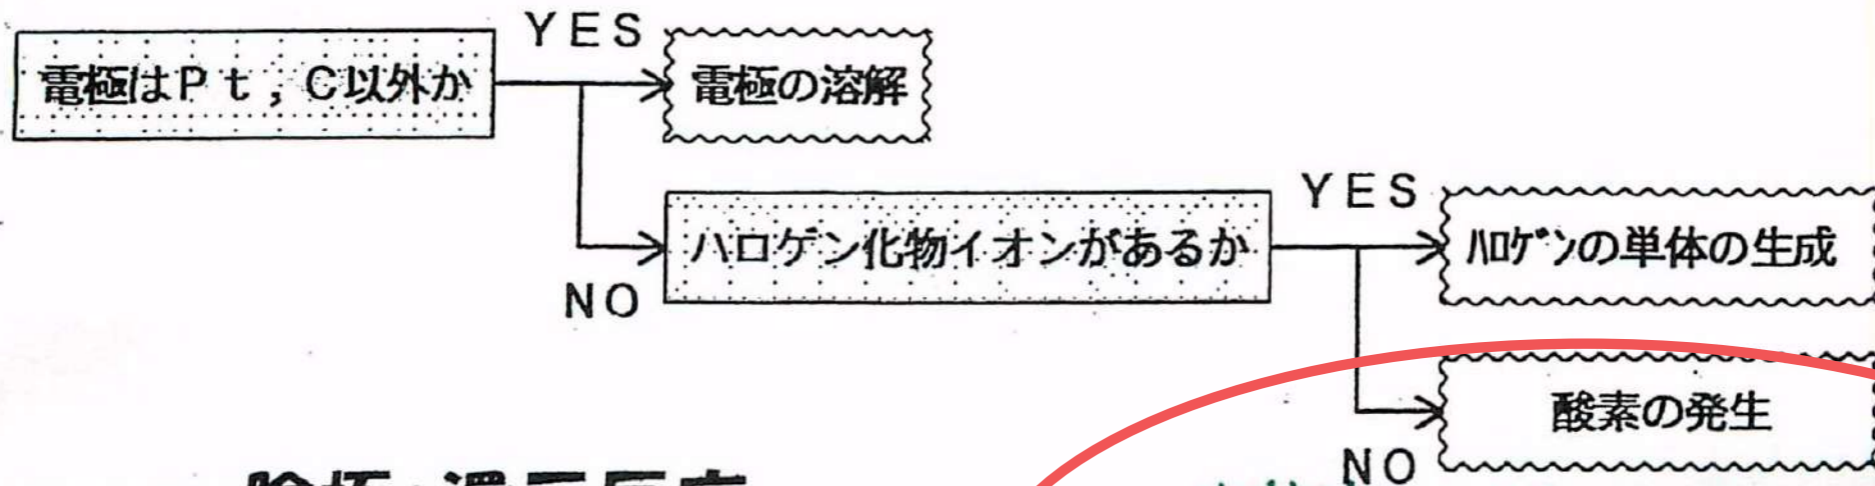 YES
電極はPt，C以外か
電極の溶解
YES
ハロゲン化物イオンがあるか
ﾊﾛｹﾞﾝの単体の生成
NO
酸素の発生
NO